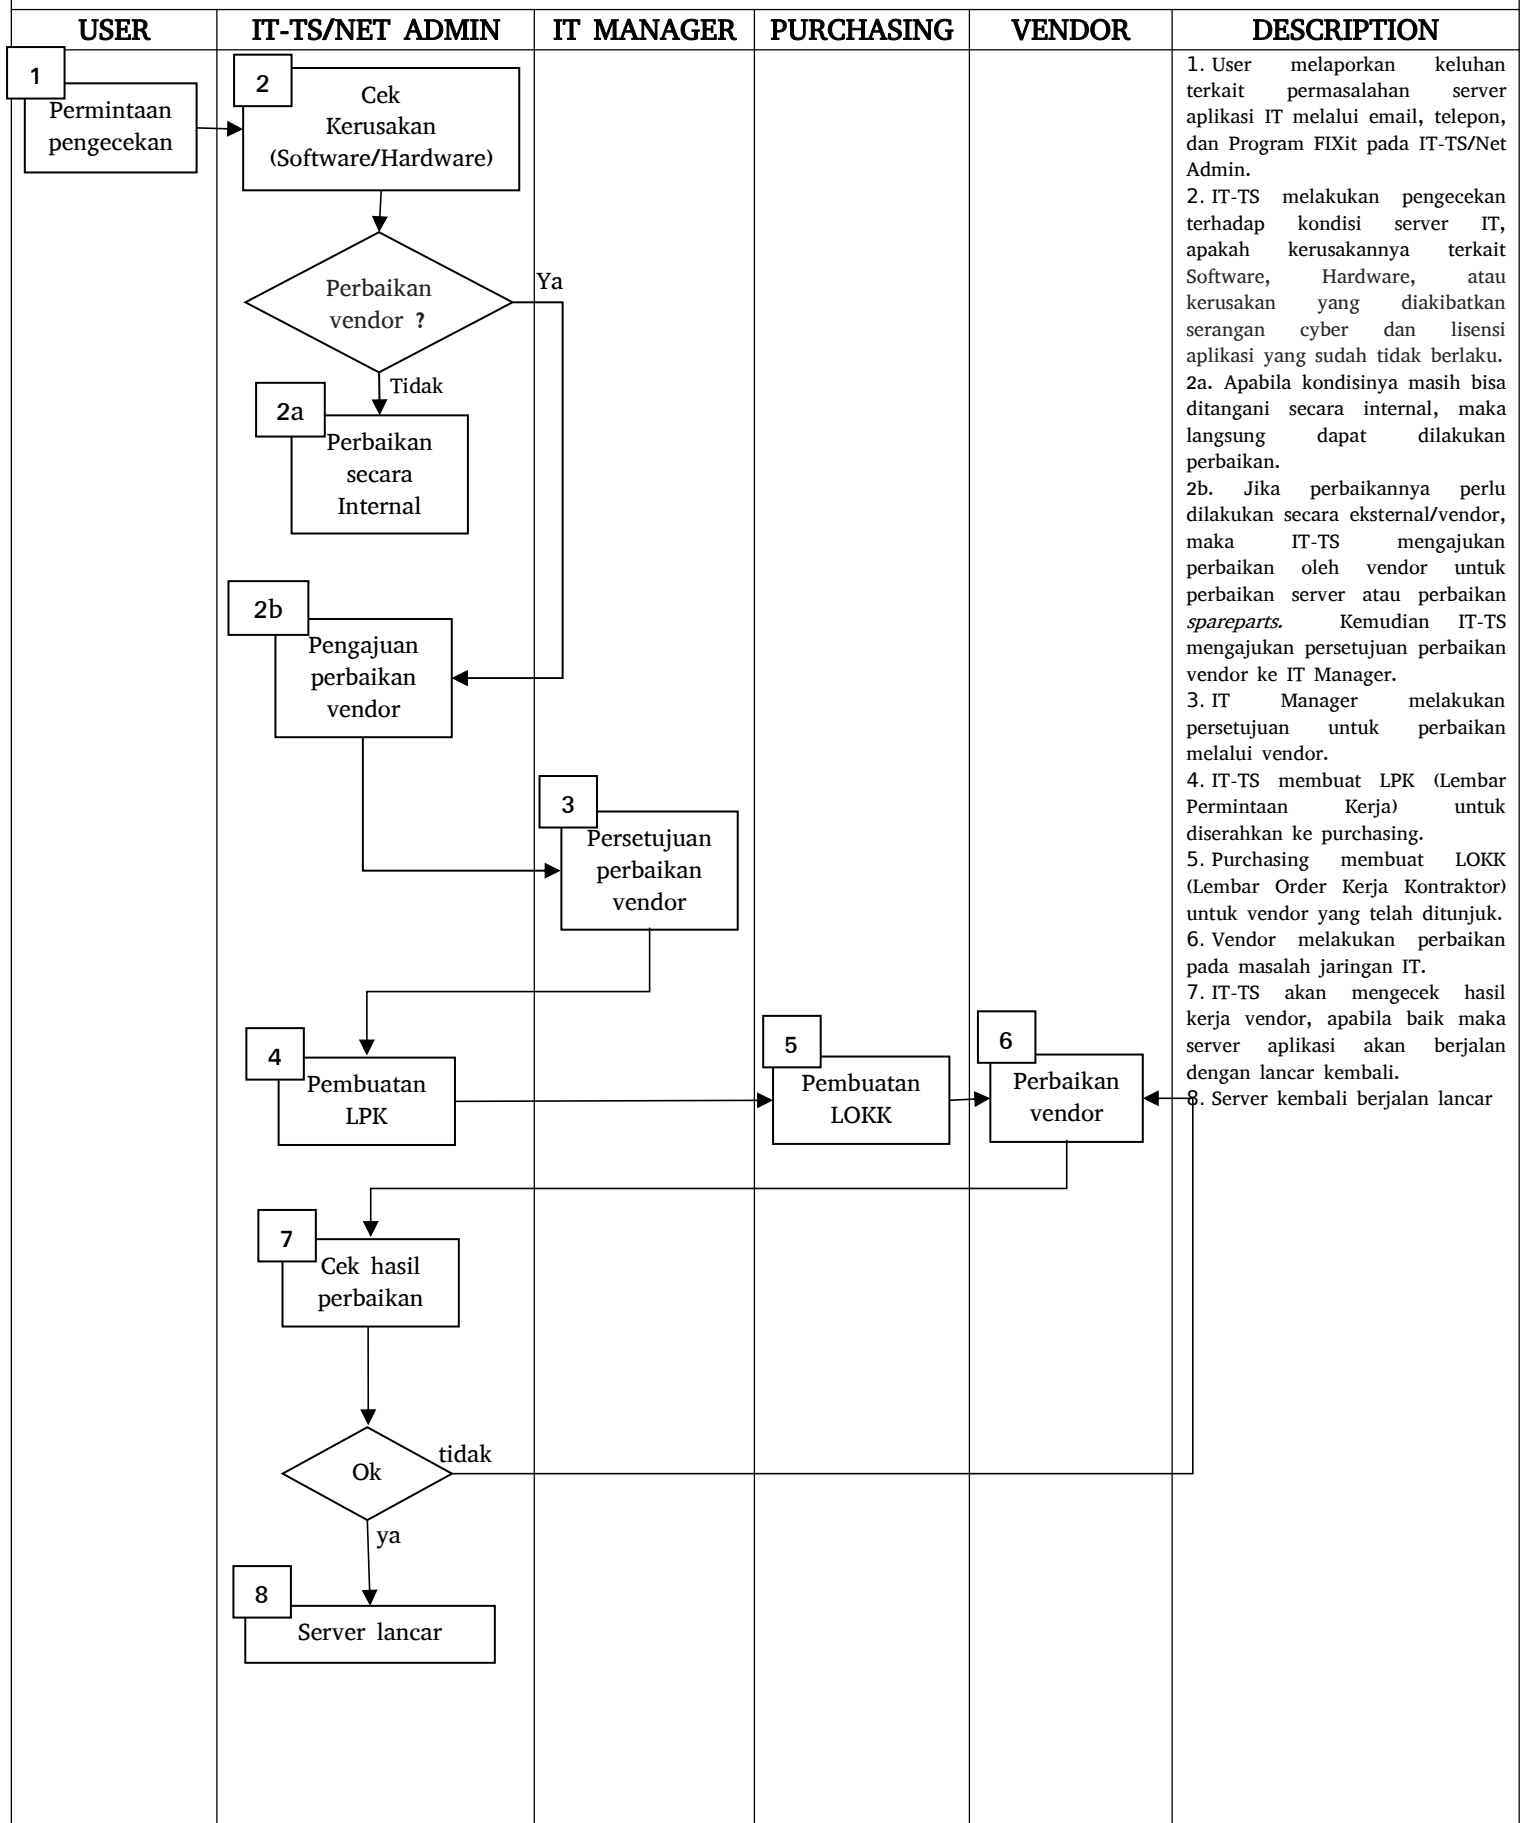 USER IT-TS/NET ADMIN IT MANAGER PURCHASING VENDOR DESCRIPTION
1
Permintaan
pengecekan
2
Cek
Kerusakan
(Software/Hardware)
Perbaikan
vendor ?
Ya
Tidak
2a
Perbaikan
secara
Internal
2b
Pengajuan
perbaikan
vendor
3
Persetujuan
perbaikan
vendor
4
Pembuatan
LPK
5
Pembuatan
LOKK
6
Perbaikan
vendor
7
Cek hasil
perbaikan
Ok
tidak
ya
8
Server lancar
1. User melaporkan keluhan
terkait permasalahan server
aplikasi IT melalui email, telepon,
dan Program FIXit pada IT-TS/Net
Admin.
2. IT-TS melakukan pengecekan
terhadap kondisi server IT,
apakah kerusakannya terkait
Software, Hardware, atau
kerusakan yang diakibatkan
serangan cyber dan lisensi
aplikasi yang sudah tidak berlaku.
2a. Apabila kondisinya masih bisa
ditangani secara internal, maka
langsung dapat dilakukan
perbaikan.
2b. Jika perbaikannya perlu
dilakukan secara eksternal/vendor,
maka IT-TS mengajukan
perbaikan oleh vendor untuk
perbaikan server atau perbaikan
spareparts. Kemudian IT-TS
mengajukan persetujuan perbaikan
vendor ke IT Manager.
3. IT Manager melakukan
persetujuan untuk perbaikan
melalui vendor.
4. IT-TS membuat LPK (Lembar
Permintaan Kerja) untuk
diserahkan ke purchasing.
5. Purchasing membuat LOKK
(Lembar Order Kerja Kontraktor)
untuk vendor yang telah ditunjuk.
6. Vendor melakukan perbaikan
pada masalah jaringan IT.
7. IT-TS akan mengecek hasil
kerja vendor, apabila baik maka
server aplikasi akan berjalan
dengan lancar kembali.
8. Server kembali berjalan lancar